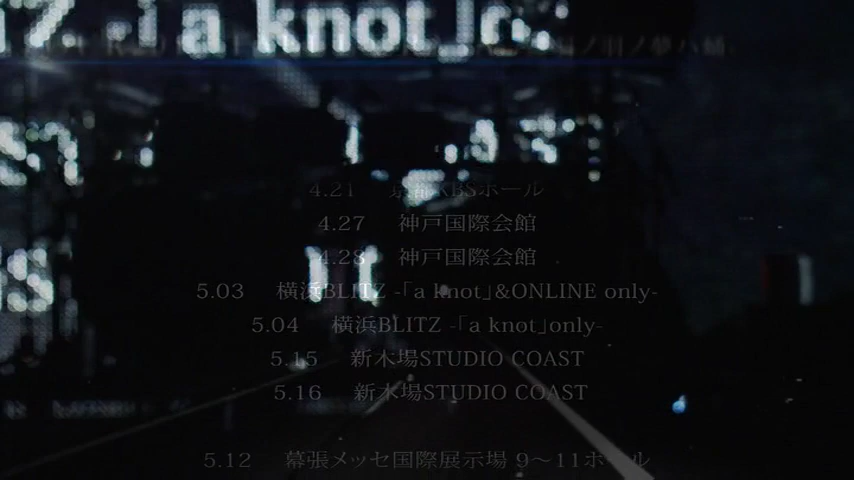 「a knot」o
4.21 京都KBSホール
4.27 神戸国際会館
4.28 神戸国際会館
5.03 横浜BLITZ -「a knot」&ONLINE only-
5.04 横浜BLITZ -「a knot」only-
5.15 新木場STUDIO COAST
5.16 新木場STUDIO COAST
5.12 幕張メッセ国際展示場 9〜11ホール